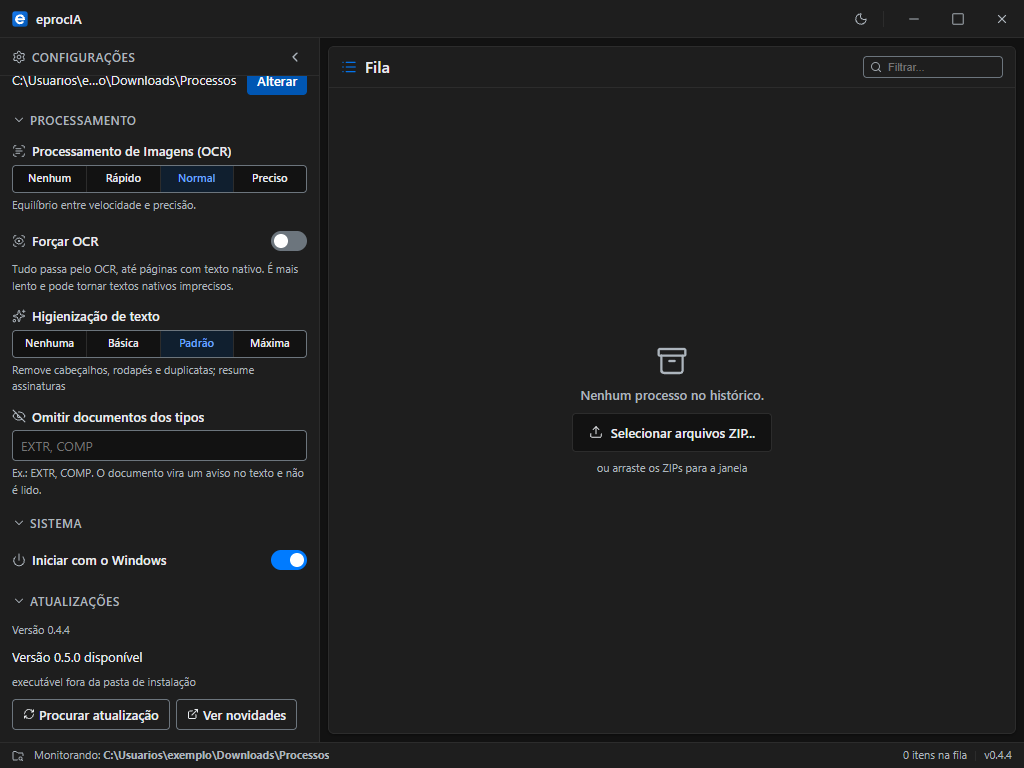 eprocIA
CONFIGURAÇÕES
C:\Usuarios\e...o\Downloads\Processos
Alterar
PROCESSAMENTO
Processamento de Imagens (OCR)
Nenhum Rápido Normal Preciso
Equilíbrio entre velocidade e precisão.
Forçar OCR
Tudo passa pelo OCR, até páginas com texto nativo. É mais
lento e pode tornar textos nativos imprecisos.
Higienização de texto
Nenhuma Básica Padrão Máxima
Remove cabeçalhos, rodapés e duplicatas; resume
assinaturas
Omitir documentos dos tipos
EXTR, COMP
Ex.: EXTR, COMP. O documento vira um aviso no texto e não
é lido.
SISTEMA
Iniciar com o Windows
ATUALIZAÇÕES
Versão 0.4.4
Versão 0.5.0 disponível
executável fora da pasta de instalação
Procurar atualização
Ver novidades
Fila
Filtrar...
Nenhum processo no histórico.
Selecionar arquivos ZIP...
ou arraste os ZIPs para a janela
Monitorando: C:\Usuarios\exemplo\Downloads\Processos
0 itens na fila
v0.4.4